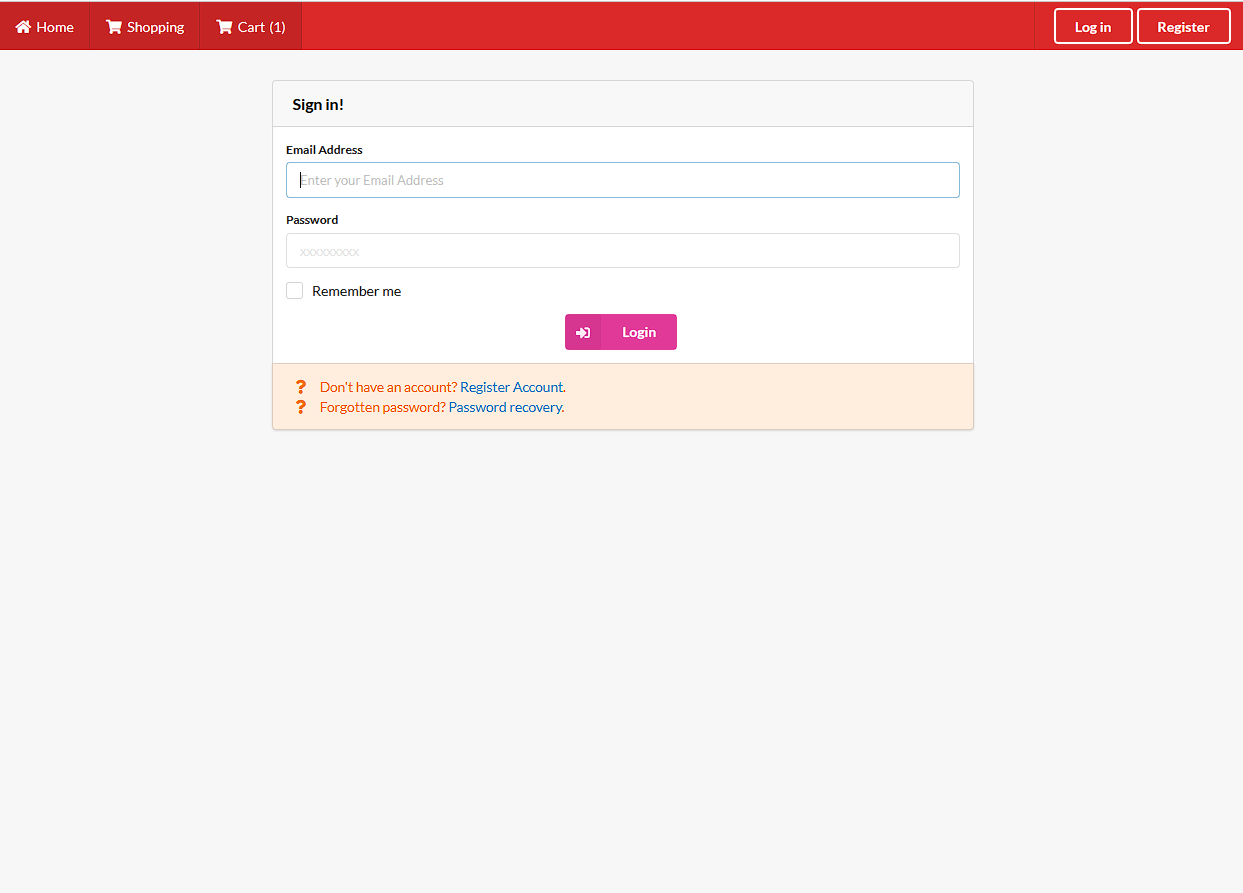 Home Shopping Cart (1) Log in Register
Sign in!
Email Address
Enter your Email Address
Password
xxxxxxxxx
Remember me
Login
? Don't have an account? Register Account.
? Forgotten password? Password recovery.